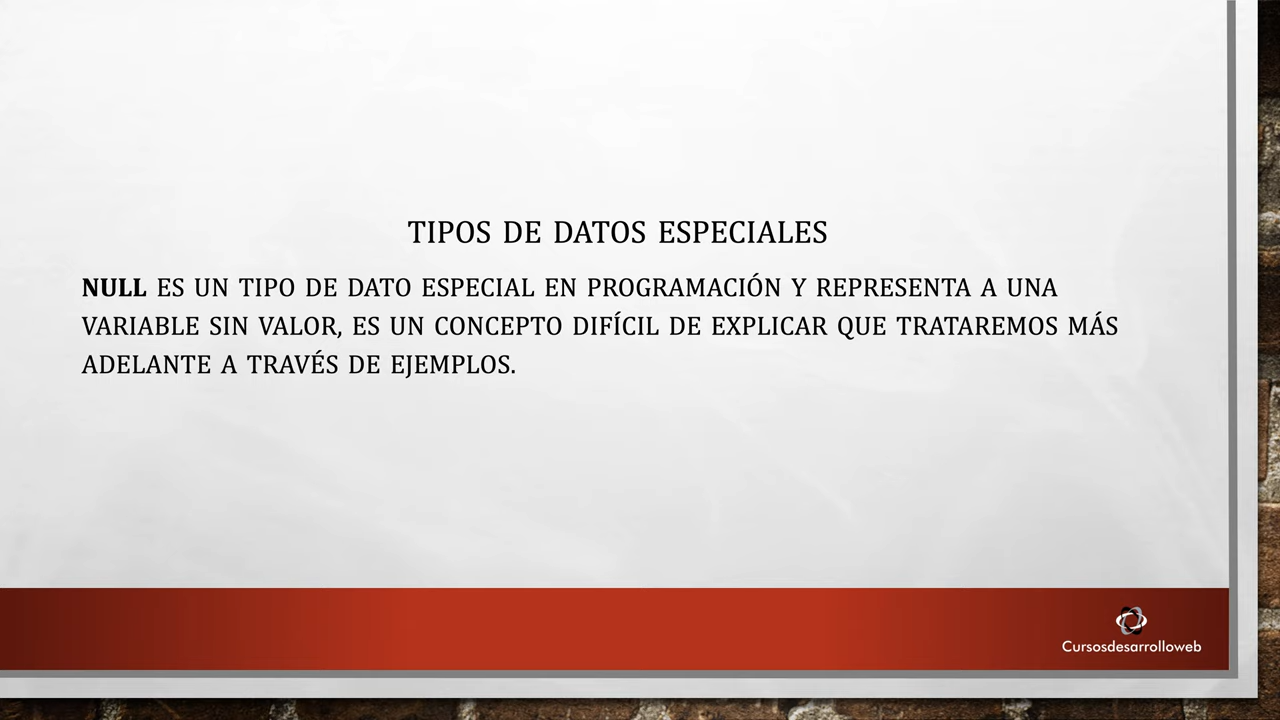 TIPOS DE DATOS ESPECIALES
NULL ES UN TIPO DE DATO ESPECIAL EN PROGRAMACIÓN Y REPRESENTA A UNA
VARIABLE SIN VALOR, ES UN CONCEPTO DIFÍCIL DE EXPLICAR QUE TRATAREMOS MÁS
ADELANTE A TRAVÉS DE EJEMPLOS.
Cursosdesarrolloweb